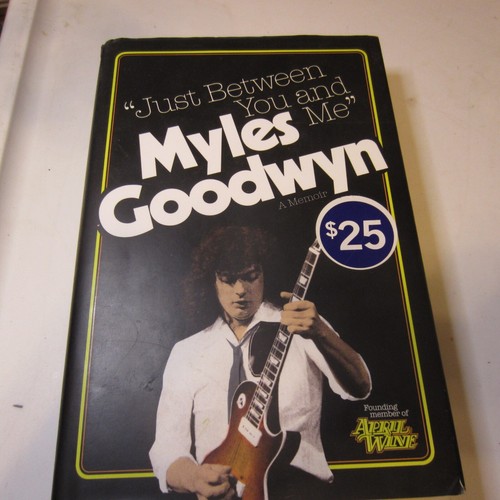 “Just Between
You and
Me”
Myles
Goodwyn
A Memoir
$25
Founding
member of
APRIL
WINE